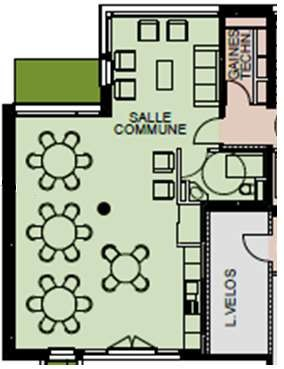 GAINES
TECHN.
SALLE
COMMUNE
L.VELOS